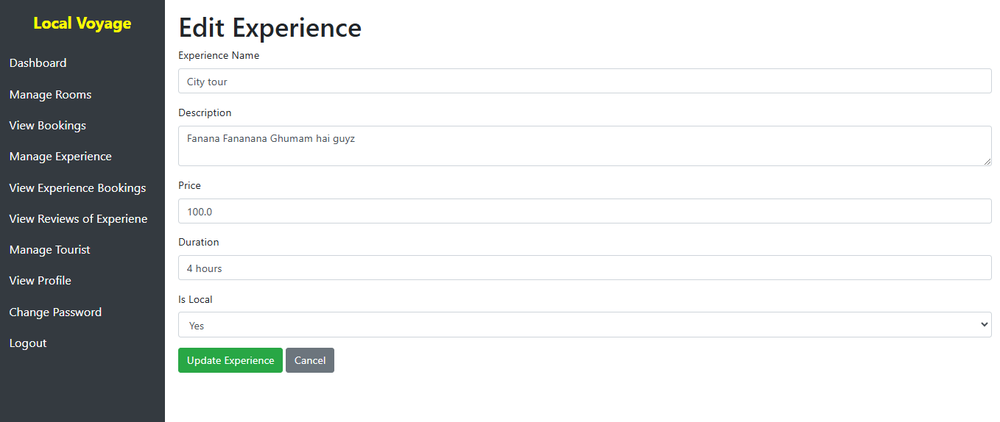 Local Voyage
Dashboard
Manage Rooms
View Bookings
Manage Experience
View Experience Bookings
View Reviews of Experiene
Manage Tourist
View Profile
Change Password
Logout
Edit Experience
Experience Name
City tour
Description
Fanana Fananana Ghumam hai guyz
Price
100.0
Duration
4 hours
Is Local
Yes
Update Experience
Cancel